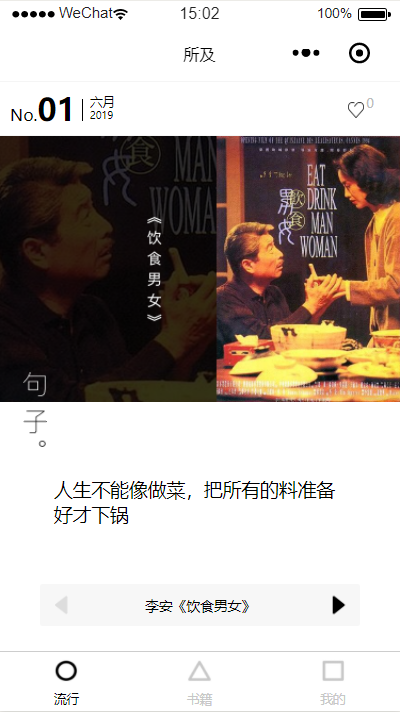 WeChat 15:02 100%
所及
No.01 六月
2019
0
《饮食男女》
食
女
MAN
WOMAN
EAT
DRINK
MAN
WOMAN
男女
饮食
句子。
人生不能像做菜，把所有的料准备
好才下锅
李安《饮食男女》
流行 书籍 我的